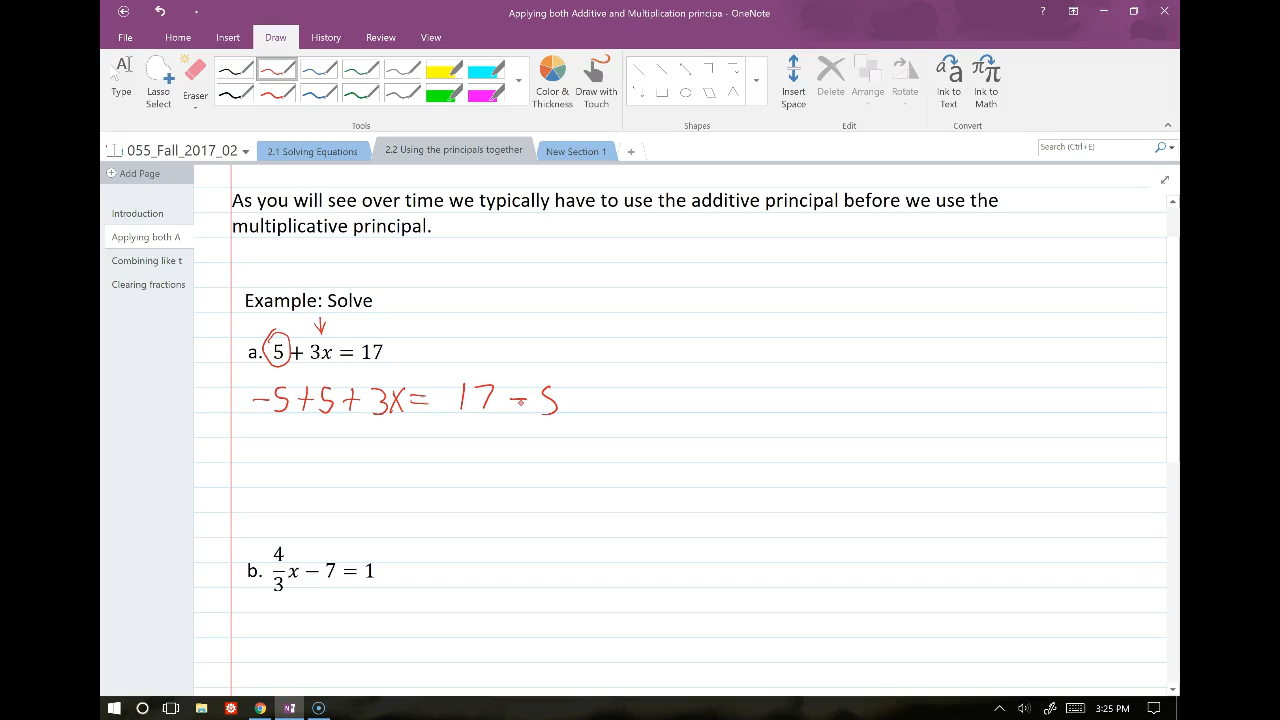 Applying both Additive and Multiplication principa - OneNote
File Home Insert Draw History Review View
Type Lasso Select Eraser Color & Thickness Draw with Touch Insert Space Delete Arrange Rotate Ink to Text Ink to Math
Tools Shapes Edit Convert
055_Fall_2017_02 2.1 Solving Equations 2.2 Using the principals together New Section 1 Search (Ctrl+E)
Add Page
Introduction
Applying both A
Combining like t
Clearing fractions
As you will see over time we typically have to use the additive principal before we use the
multiplicative principal.
Example: Solve
a. 5 + 3x = 17
-5+5+ 3x= 17 - 5
b. 4/3 x − 7 = 1
3:25 PM